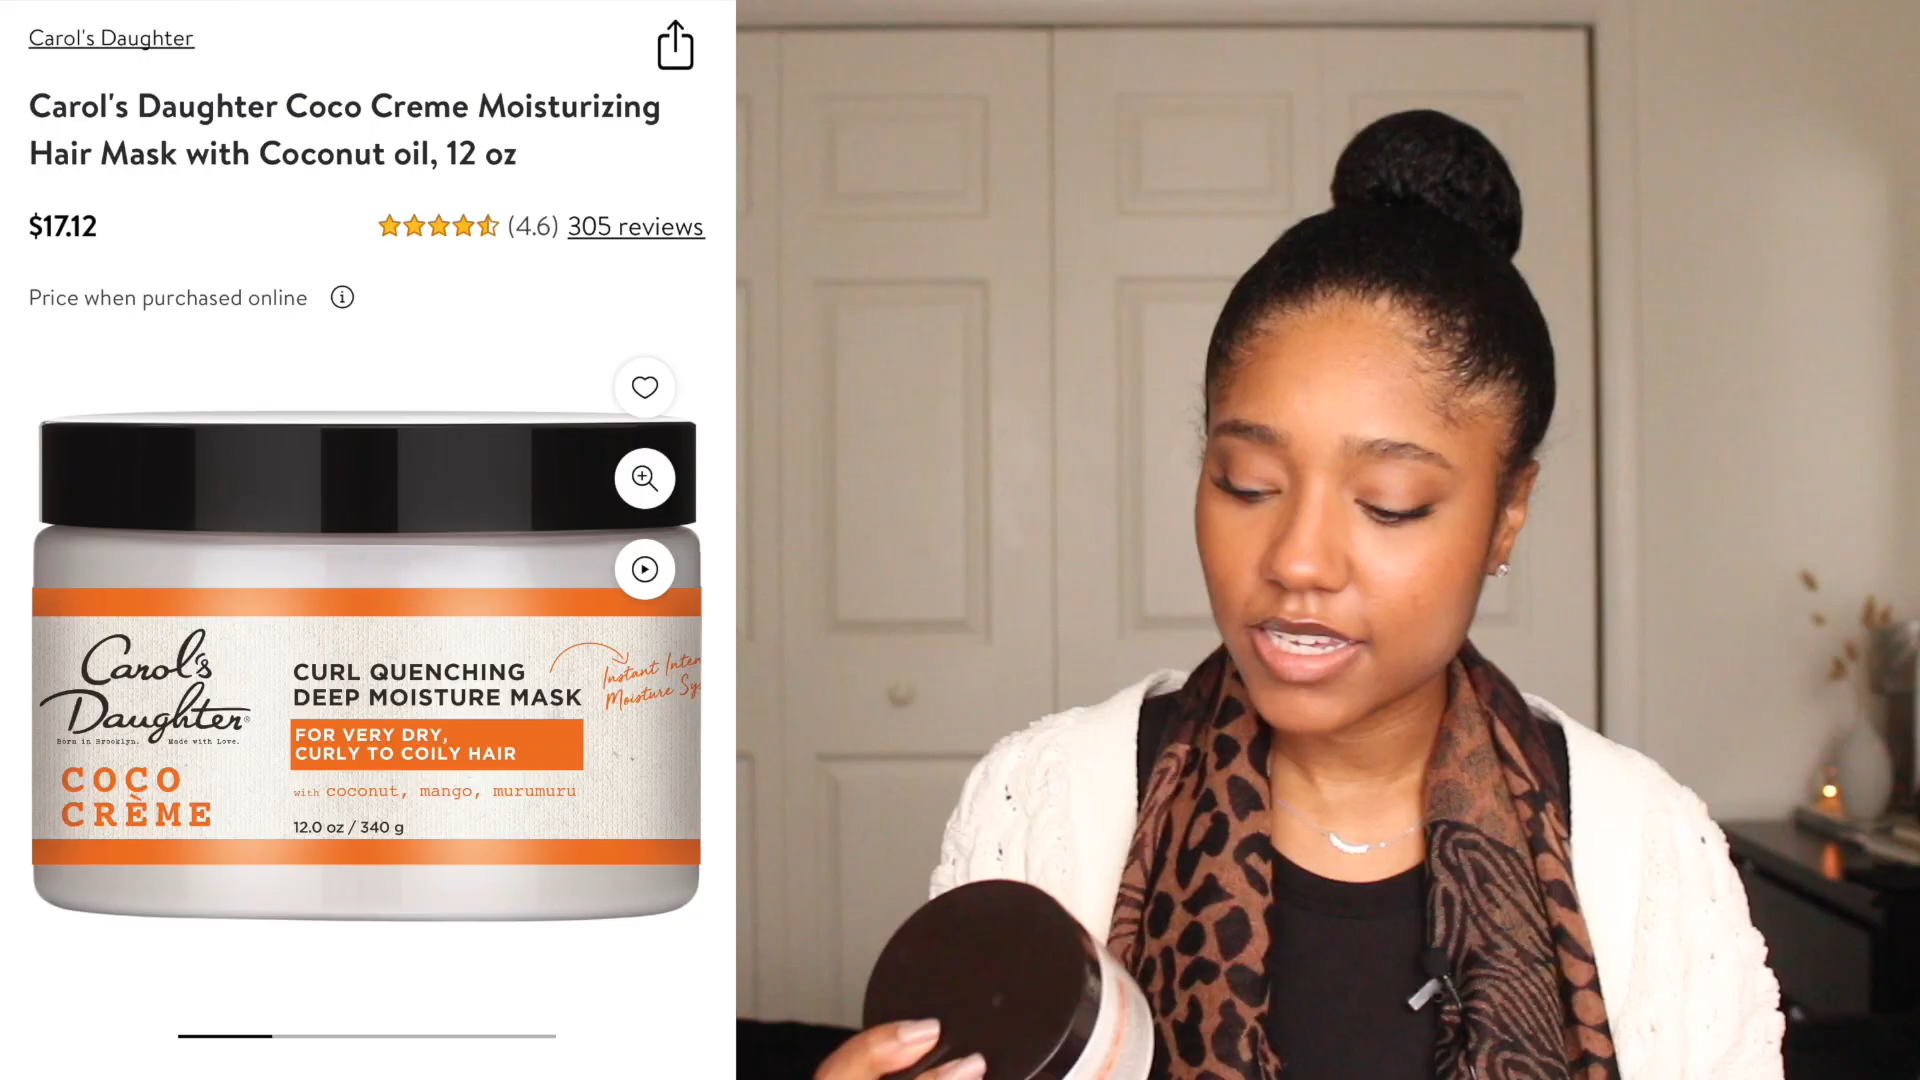 Carol's Daughter
Carol's Daughter Coco Creme Moisturizing
Hair Mask with Coconut oil, 12 oz
$17.12
(4.6) 305 reviews
Price when purchased online
Carol's
Daughter
Born in Brooklyn. Made with Love.
COCO
CRÈME
CURL QUENCHING
DEEP MOISTURE MASK
FOR VERY DRY,
CURLY TO COILY HAIR
with coconut, mango, murumuru
12.0 oz / 340 g
Instant
Moisture